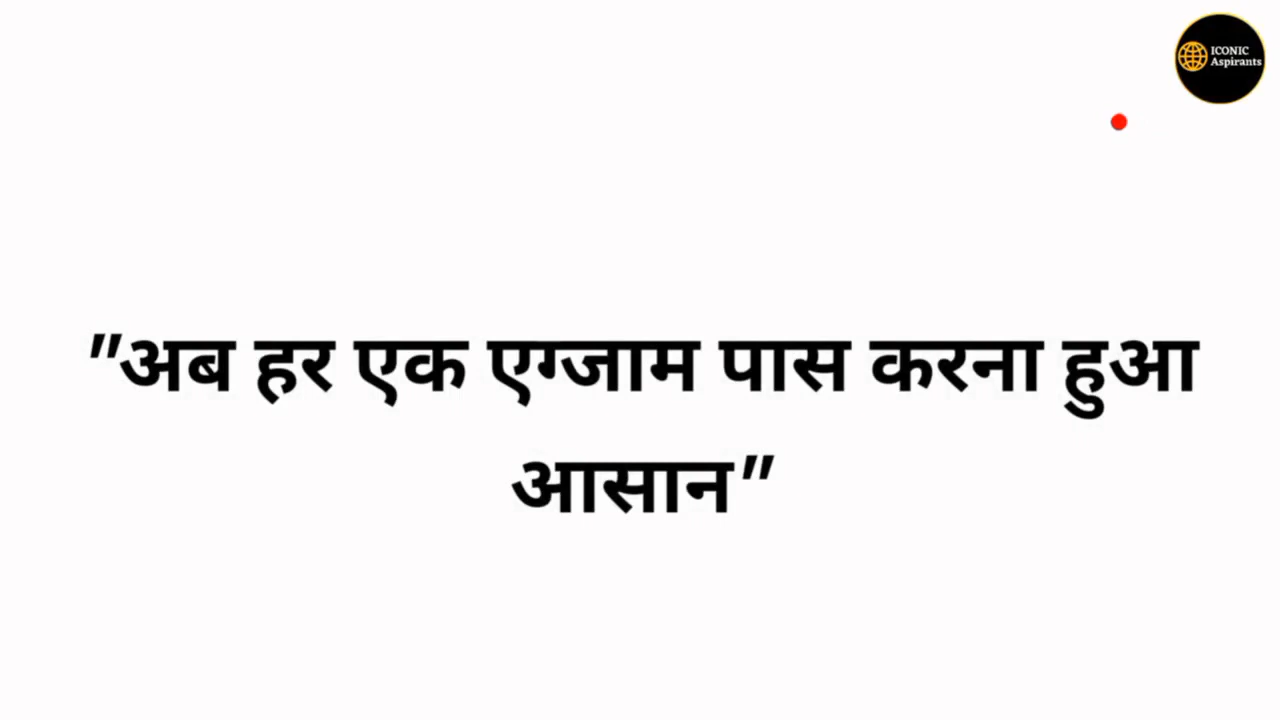 ICONIC
Aspirants
"अब हर एक एग्जाम पास करना हुआ
आसान"